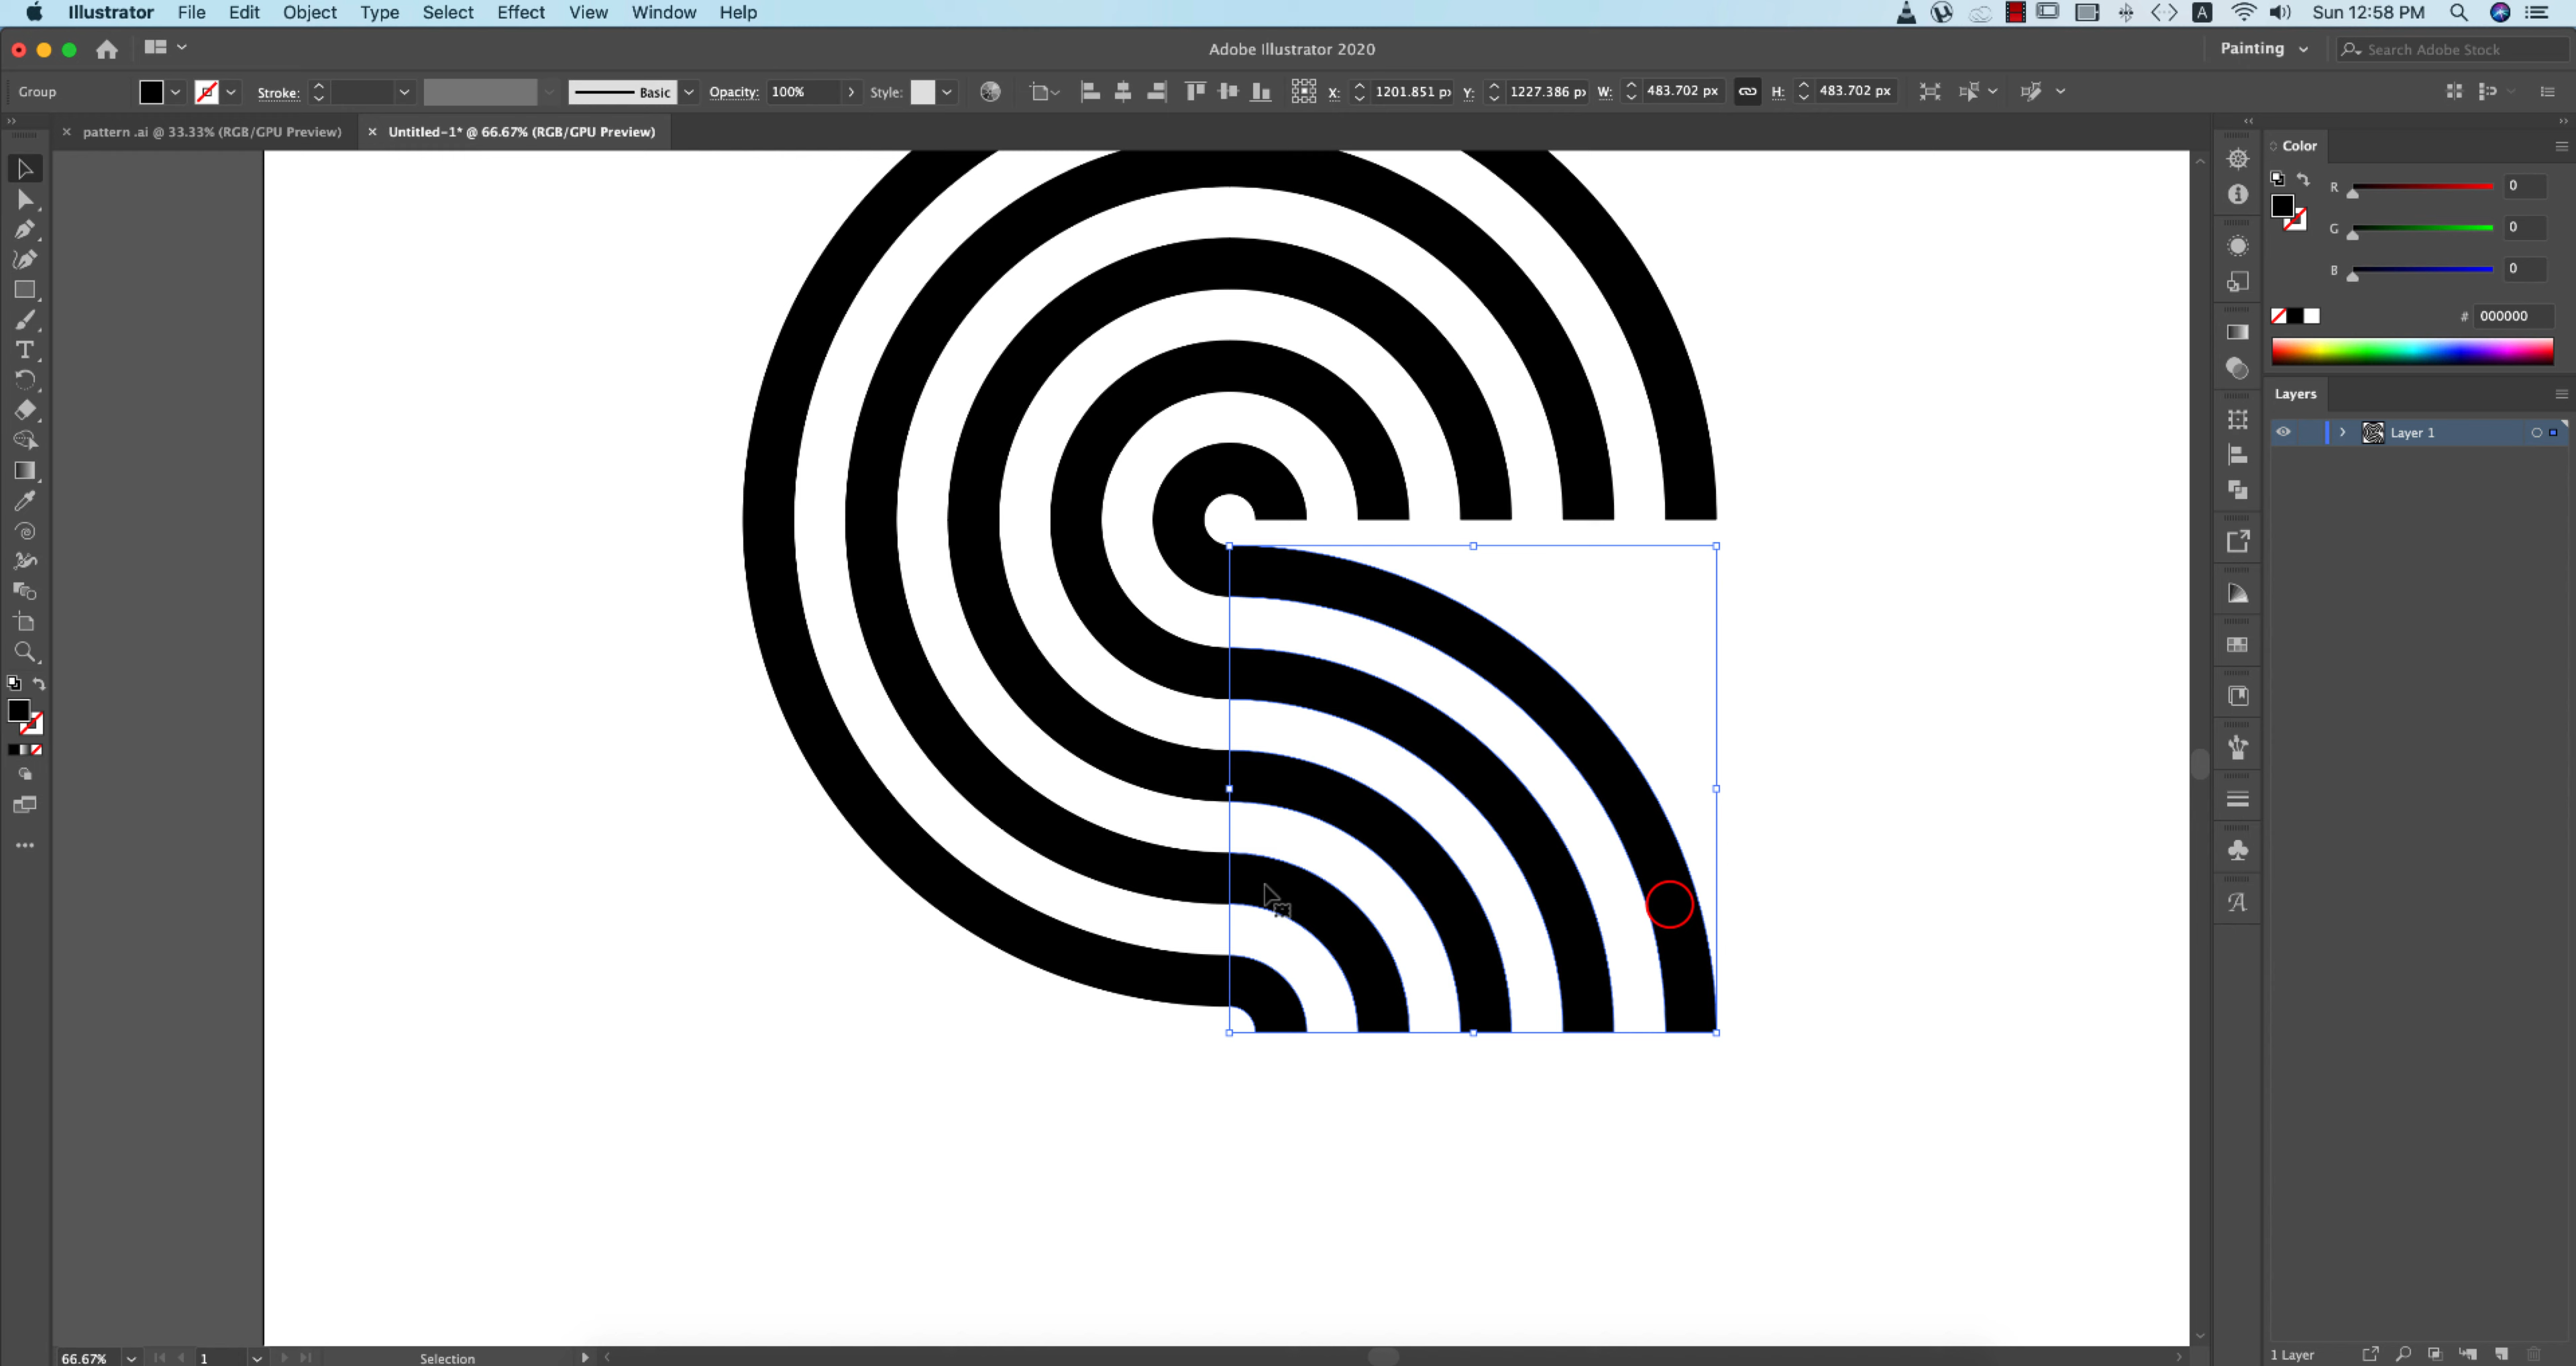 Illustrator File Edit Object Type Select Effect View Window Help A Sun 12:58 PM
Adobe Illustrator 2020 Painting Search Adobe Stock
Group Stroke: Basic Opacity: 100% Style: X: 1201.851 px Y: 1227.386 px W: 483.702 px H: 483.702 px
× pattern .ai @ 33.33% (RGB/GPU Preview) × Untitled-1* @ 66.67% (RGB/GPU Preview)
Color
R 0
G 0
B 0
# 000000
Layers
Layer 1
66.67% 1 Selection 1 Layer